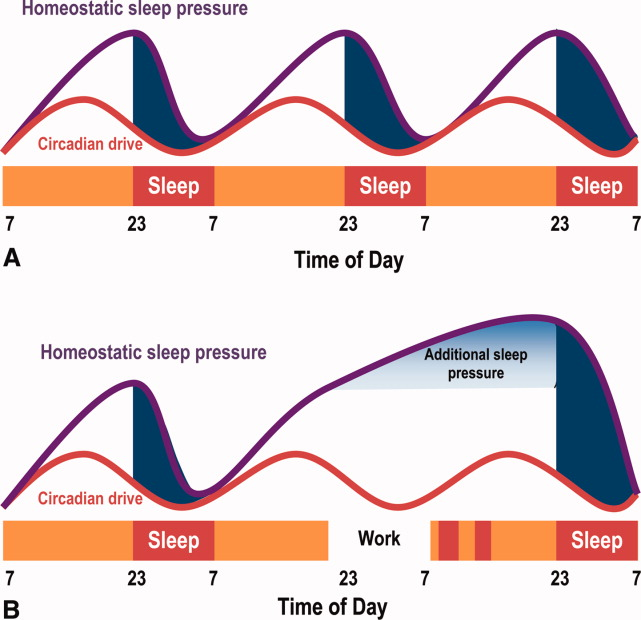 Homeostatic sleep pressure
Circadian drive
Sleep Sleep Sleep
7 23 7 23 7 23 7
A
Time of Day
Homeostatic sleep pressure
Additional sleep
pressure
Circadian drive
Sleep Work Sleep
7 23 7 23 7 23 7
B
Time of Day